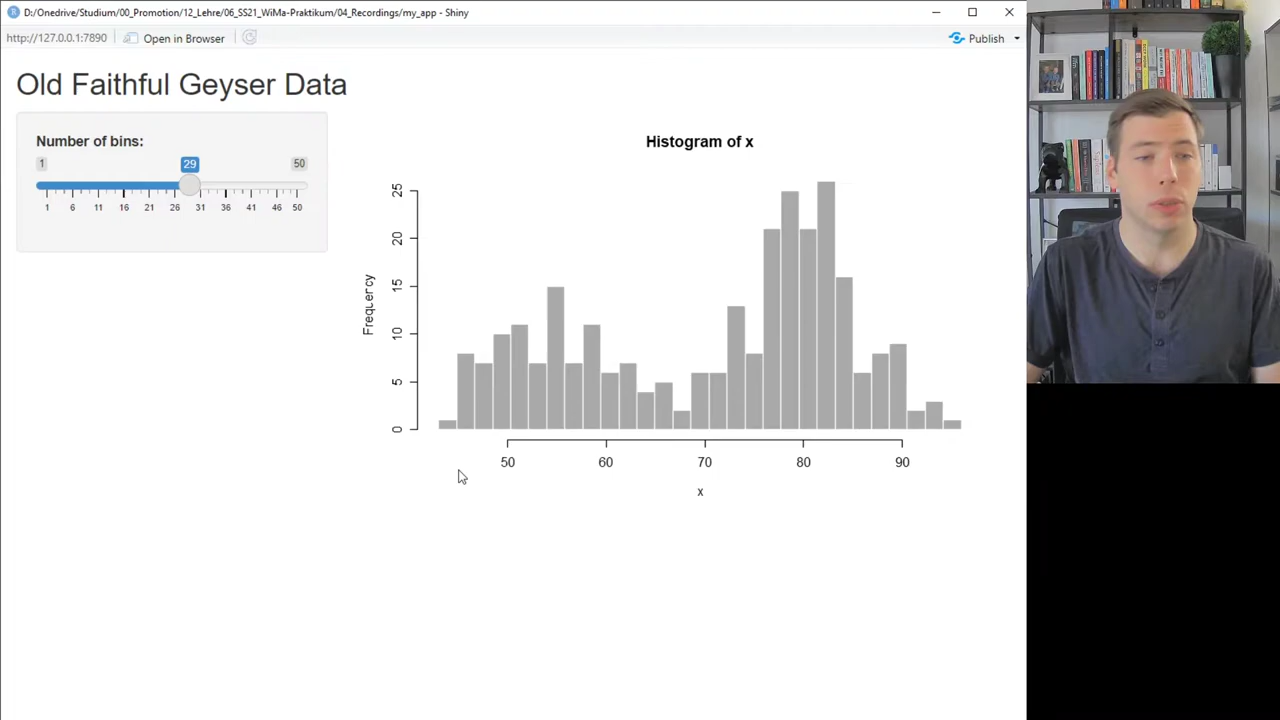 D:/Onedrive/Studium/00_Promotion/12_Lehre/06_SS21_WiMa-Praktikum/04_Recordings/my_app - Shiny
http://127.0.0.1:7890 Open in Browser Publish
Old Faithful Geyser Data
Number of bins:
1 29 50
1 6 11 16 21 26 31 36 41 46 50
Histogram of x
Frequency
25
20
15
10
5
0
50 60 70 80 90
x